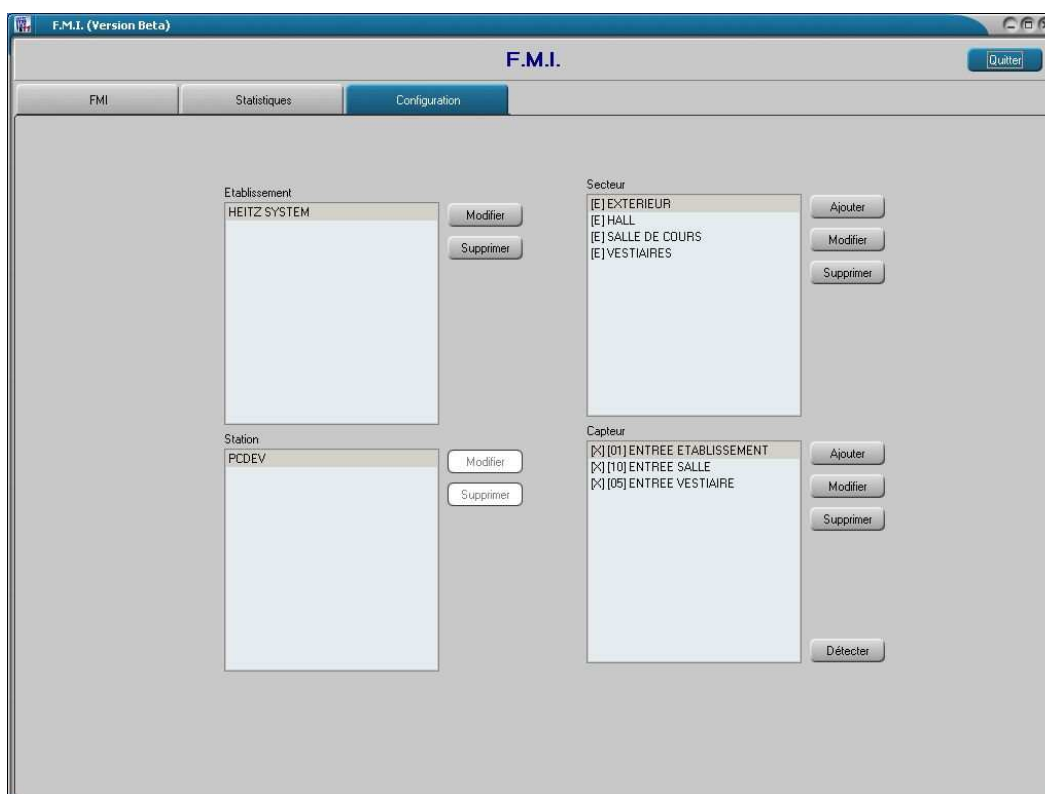 F.M.I. (Version Beta)
F.M.I.
Quitter
FMI
Statistiques
Configuration
Etablissement
HEITZ SYSTEM
Modifier
Supprimer
Secteur
[E] EXTERIEUR
[E] HALL
[E] SALLE DE COURS
[E] VESTIAIRES
Ajouter
Modifier
Supprimer
Station
PCDEV
Modifier
Supprimer
Capteur
[X] [01] ENTREE ETABLISSEMENT
[X] [10] ENTREE SALLE
[X] [05] ENTREE VESTIAIRE
Ajouter
Modifier
Supprimer
Détecter